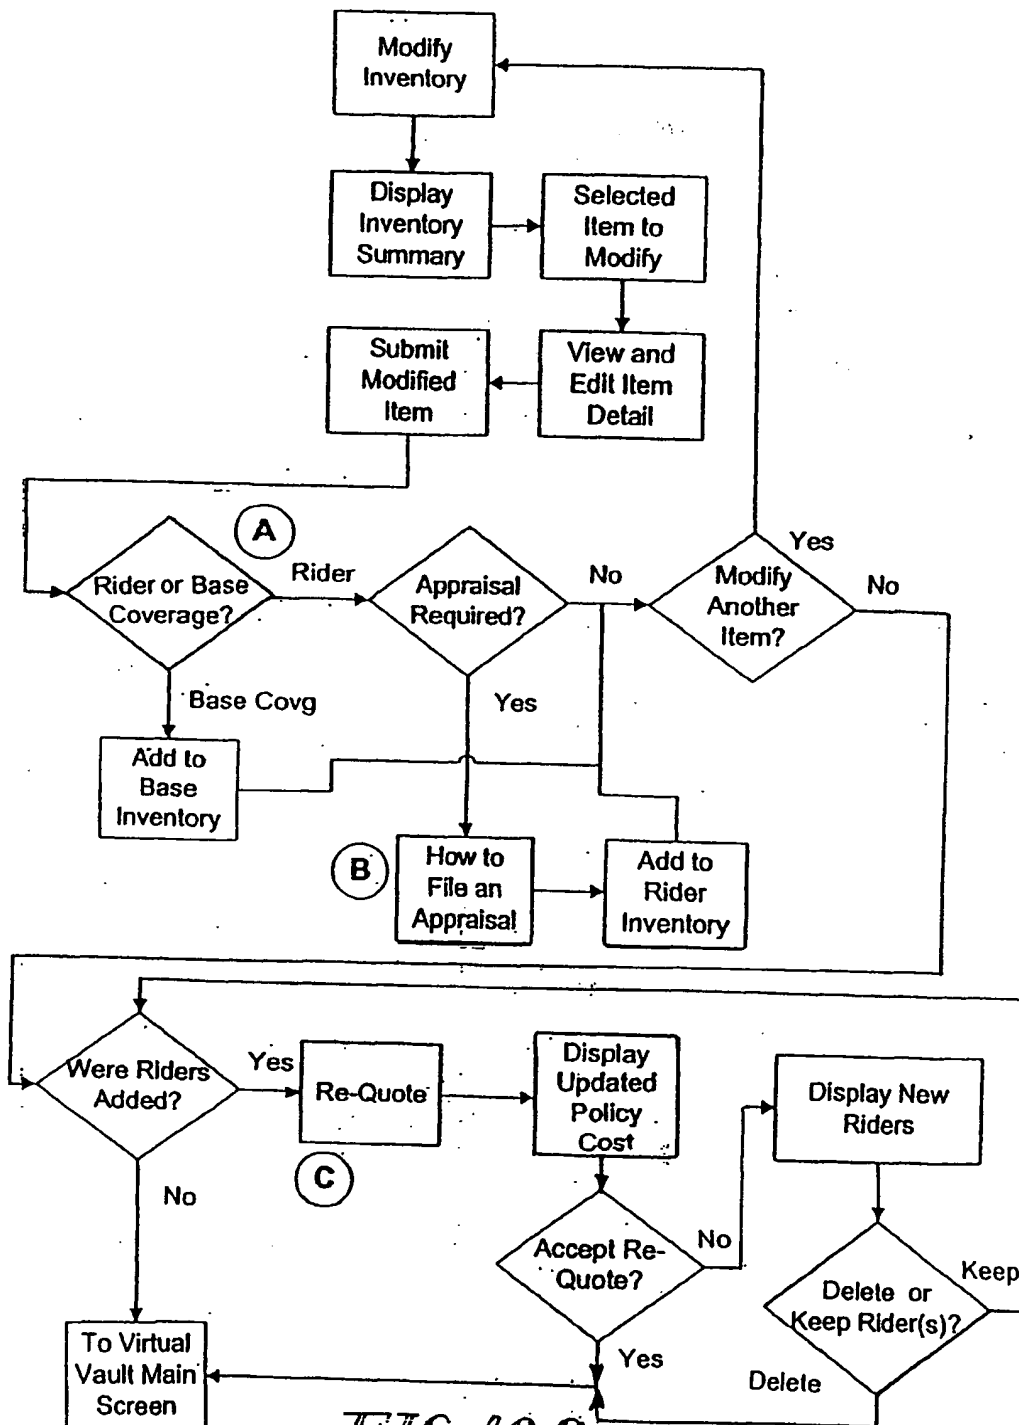 Modify
Inventory
Display
Inventory
Summary
Selected
Item to
Modify
Submit
Modified
Item
View and
Edit Item
Detail
A
Rider or Base
Coverage?
Rider
Appraisal
Required?
No
Modify
Another
Item?
Yes
No
Base Covg
Yes
Add to
Base
Inventory
B
How to
File an
Appraisal
Add to
Rider
Inventory
Were Riders
Added?
Yes
Re-Quote
C
Display
Updated
Policy
Cost
Display New
Riders
No
Accept Re-
Quote?
No
Delete or
Keep Rider(s)?
Keep
Yes
Delete
To Virtual
Vault Main
Screen